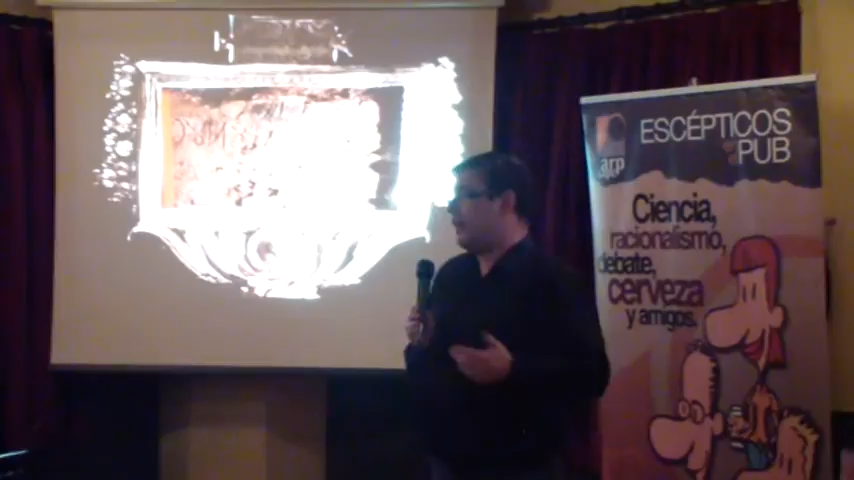 ESCÉPTICOS
PUB
arp
Ciencia,
racionalismo,
debate,
cerveza
y amigos.